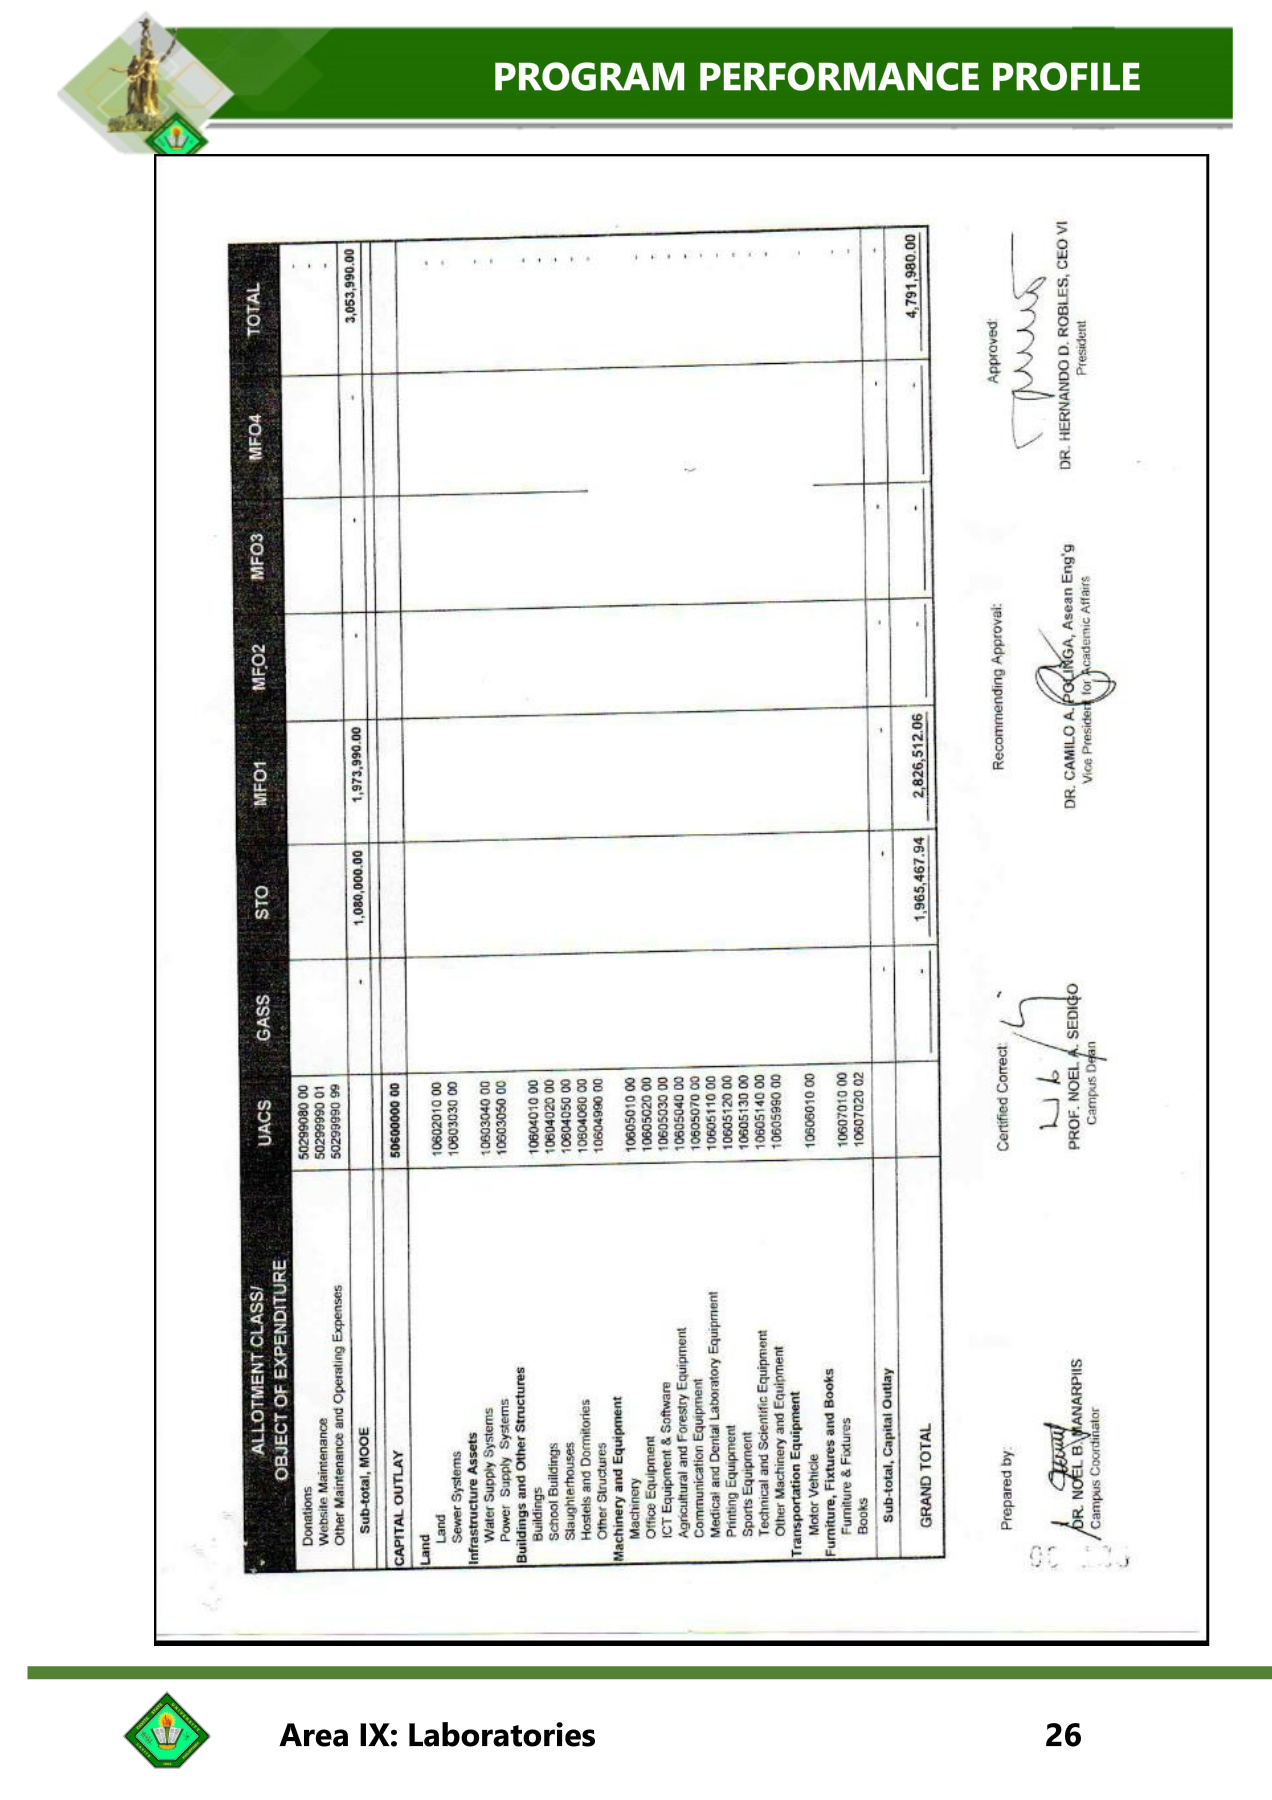 PROGRAM PERFORMANCE PROFILE
ALLOTMENT CLASS/ OBJECT OF EXPENDITURE UACS GASS STO MFO1 MFO2 MFO3 MFO4 TOTAL
Donations 50299080 00 -
Website Maintenance 50299990 01 -
Other Maintenance and Operating Expenses 50299990 99 -
Sub-total, MOOE - 1,080,000.00 1,973,990.00 - - - 3,053,990.00
CAPITAL OUTLAY 50600000 00
Land
Land 10602010 00 -
Sewer Systems 10603030 00 -
Infrastructure Assets
Water Supply Systems 10603040 00 -
Power Supply Systems 10603050 00 -
Buildings and Other Structures
Buildings 10604010 00 -
School Buildings 10604020 00 -
Slaughterhouses 10604050 00 -
Hostels and Dormitories 10604060 00 -
Other Structures 10604990 00 -
Machinery and Equipment
Machinery 10605010 00 -
Office Equipment 10605020 00 -
ICT Equipment & Software 10605030 00 -
Agricultural and Forestry Equipment 10605040 00 -
Communication Equipment 10605070 00 -
Medical and Dental Laboratory Equipment 10605110 00 -
Printing Equipment 10605120 00 -
Sports Equipment 10605130 00 -
Technical and Scientific Equipment 10605140 00 -
Other Machinery and Equipment 10605990 00
Transportation Equipment
Motor Vehicle 10606010 00 -
Furniture, Fixtures and Books
Furniture & Fixtures 10607010 00 -
Books 10607020 02 -
Sub-total, Capital Outlay - - - - - - -
GRAND TOTAL - 1,965,467.94 2,826,512.06 - - - 4,791,980.00
Prepared by: Certified Correct: Recommending Approval: Approved:
DR. NOEL B. MANARPIIS PROF. NOEL A. SEDIGO DR. CAMILO A. POLINGA, Asean Eng'g DR. HERNANDO D. ROBLES, CEO VI
Campus Coordinator Campus Dean Vice President for Academic Affairs President
Area IX: Laboratories 26